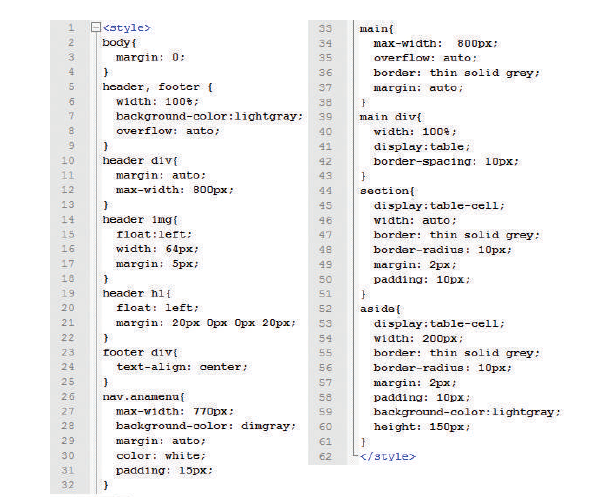 1 <style>
2 body{
3 margin: 0;
4 }
5 header, footer {
6 width: 100%;
7 background-color:lightgray;
8 overflow: auto;
9 }
10 header div{
11 margin: auto;
12 max-width: 800px;
13 }
14 header img{
15 float:left;
16 width: 64px;
17 margin: 5px;
18 }
19 header h1{
20 float: left;
21 margin: 20px 0px 0px 20px;
22 }
23 footer div{
24 text-align: center;
25 }
26 nav.anamenu{
27 max-width: 770px;
28 background-color: dimgray;
29 margin: auto;
30 color: white;
31 padding: 15px;
32 }
33 main{
34 max-width: 800px;
35 overflow: auto;
36 border: thin solid grey;
37 margin: auto;
38 }
39 main div{
40 width: 100%;
41 display:table;
42 border-spacing: 10px;
43 }
44 section{
45 display:table-cell;
46 width: auto;
47 border: thin solid grey;
48 border-radius: 10px;
49 margin: 2px;
50 padding: 10px;
51 }
52 aside{
53 display:table-cell;
54 width: 200px;
55 border: thin solid grey;
56 border-radius: 10px;
57 margin: 2px;
58 padding: 10px;
59 background-color:lightgray;
60 height: 150px;
61 }
62 </style>